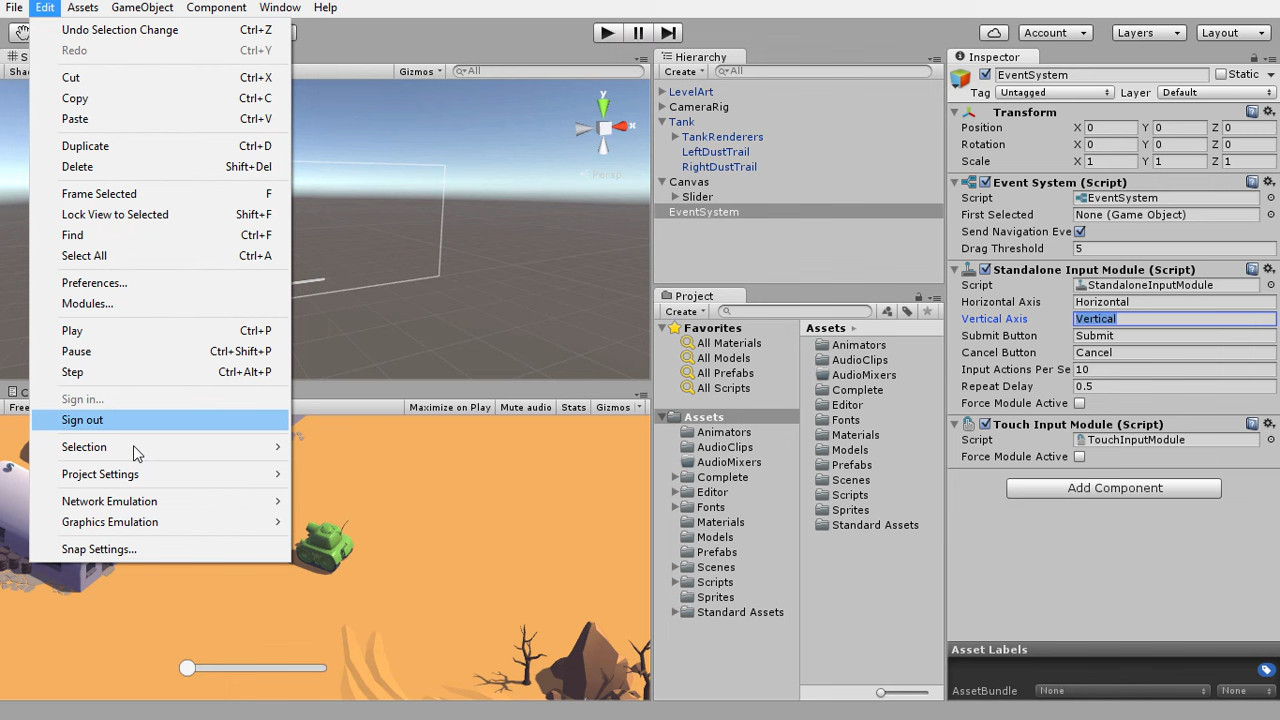 File Edit Assets GameObject Component Window Help
Undo Selection Change Ctrl+Z
Redo Ctrl+Y
Cut Ctrl+X
Copy Ctrl+C
Paste Ctrl+V
Duplicate Ctrl+D
Delete Shift+Del
Frame Selected F
Lock View to Selected Shift+F
Find Ctrl+F
Select All Ctrl+A
Preferences...
Modules...
Play Ctrl+P
Pause Ctrl+Shift+P
Step Ctrl+Alt+P
Sign in...
Sign out
Selection
Project Settings
Network Emulation
Graphics Emulation
Snap Settings...
Account Layers Layout
Gizmos All
y
x
Persp
Maximize on Play Mute audio Stats Gizmos
Hierarchy
Create All
LevelArt
CameraRig
Tank
TankRenderers
LeftDustTrail
RightDustTrail
Canvas
Slider
EventSystem
Project
Create
Favorites
All Materials
All Models
All Prefabs
All Scripts
Assets
Animators
AudioClips
AudioMixers
Complete
Editor
Fonts
Materials
Models
Prefabs
Scenes
Scripts
Sprites
Standard Assets
Assets
Animators
AudioClips
AudioMixers
Complete
Editor
Fonts
Materials
Models
Prefabs
Scenes
Scripts
Sprites
Standard Assets
Inspector
EventSystem Static
Tag Untagged Layer Default
Transform
Position X 0 Y 0 Z 0
Rotation X 0 Y 0 Z 0
Scale X 1 Y 1 Z 1
Event System (Script)
Script EventSystem
First Selected None (Game Object)
Send Navigation Eve
Drag Threshold 5
Standalone Input Module (Script)
Script StandaloneInputModule
Horizontal Axis Horizontal
Vertical Axis Vertical
Submit Button Submit
Cancel Button Cancel
Input Actions Per Se 10
Repeat Delay 0.5
Force Module Active
Touch Input Module (Script)
Script TouchInputModule
Force Module Active
Add Component
Asset Labels
AssetBundle None None